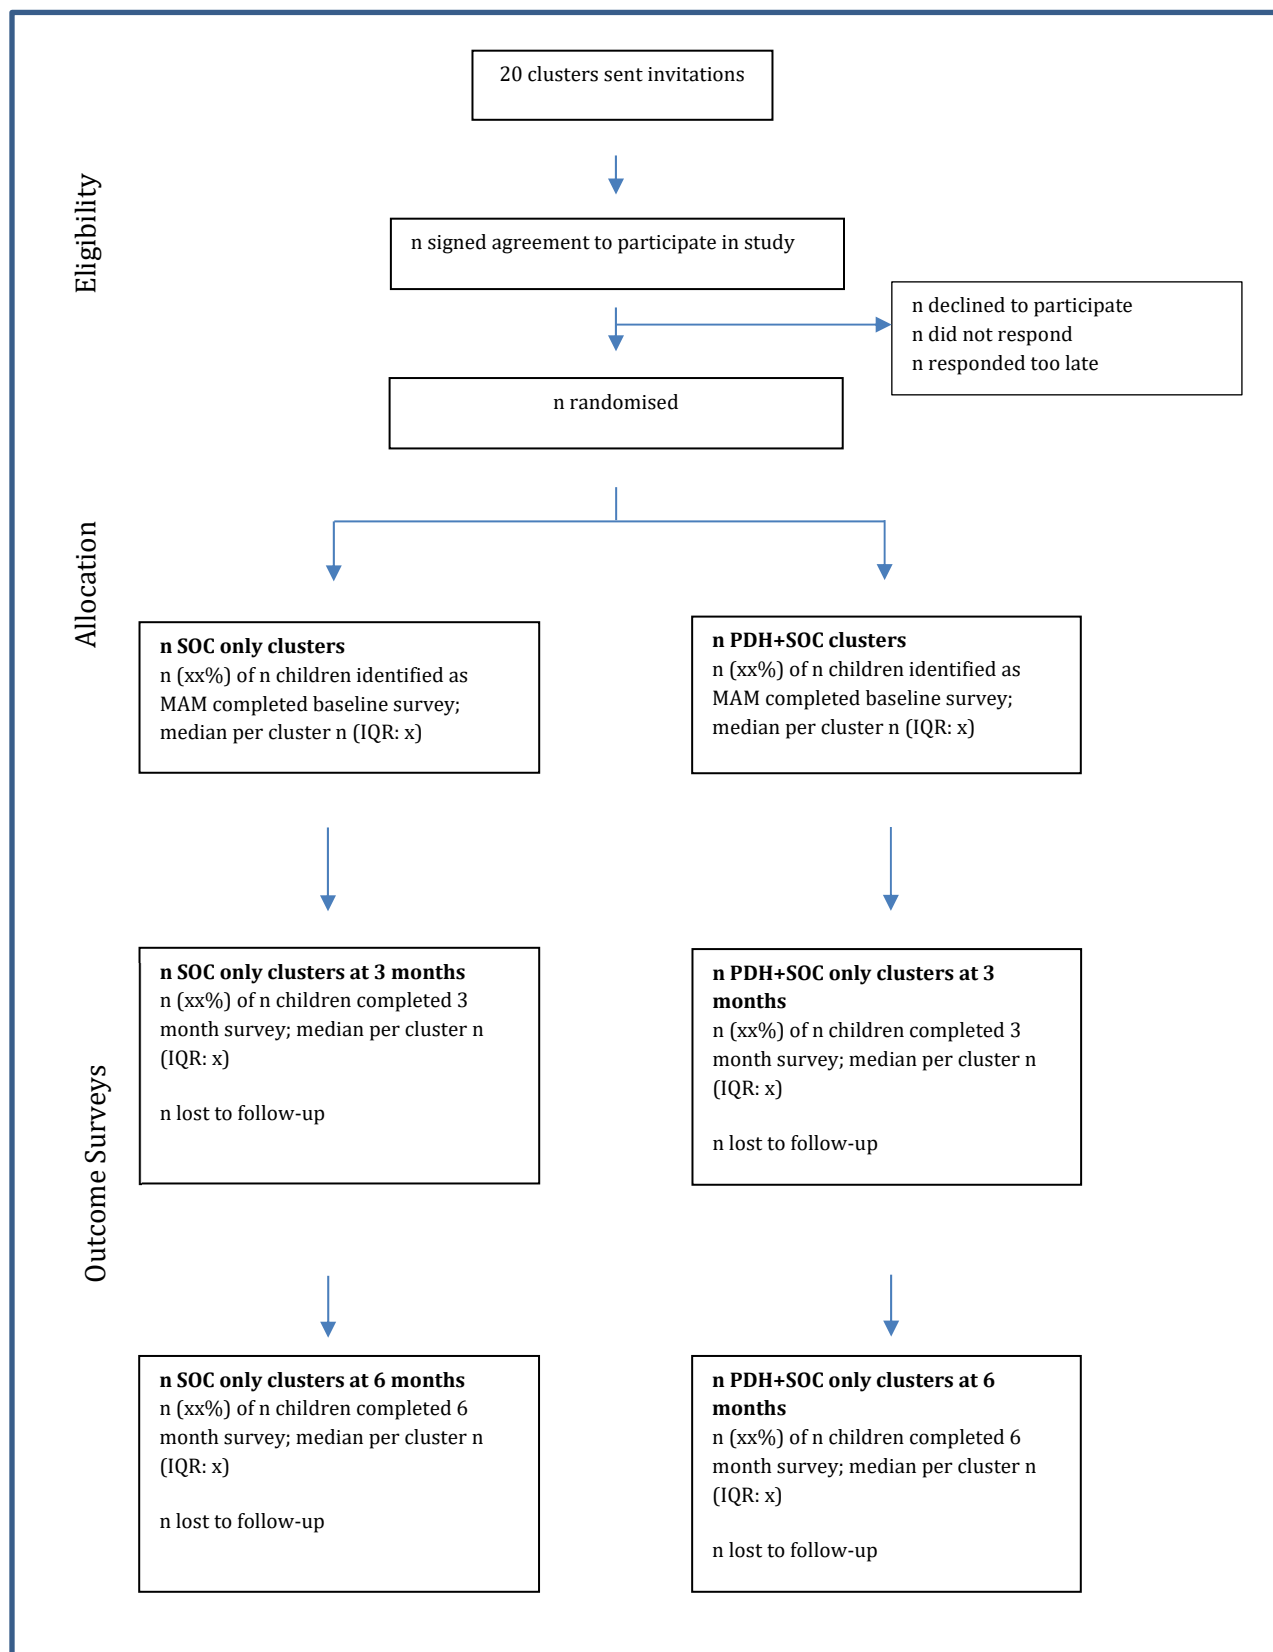 20 clusters sent invitations
Eligibility
n signed agreement to participate in study
n declined to participate
n did not respond
n responded too late
n randomised
Allocation
n SOC only clusters
n (xx%) of n children identified as
MAM completed baseline survey;
median per cluster n (IQR: x)
n PDH+SOC clusters
n (xx%) of n children identified as
MAM completed baseline survey;
median per cluster n (IQR: x)
Outcome Surveys
n SOC only clusters at 3 months
n (xx%) of n children completed 3
month survey; median per cluster n
(IQR: x)
n lost to follow-up
n PDH+SOC only clusters at 3
months
n (xx%) of n children completed 3
month survey; median per cluster n
(IQR: x)
n lost to follow-up
n SOC only clusters at 6 months
n (xx%) of n children completed 6
month survey; median per cluster n
(IQR: x)
n lost to follow-up
n PDH+SOC only clusters at 6
months
n (xx%) of n children completed 6
month survey; median per cluster n
(IQR: x)
n lost to follow-up